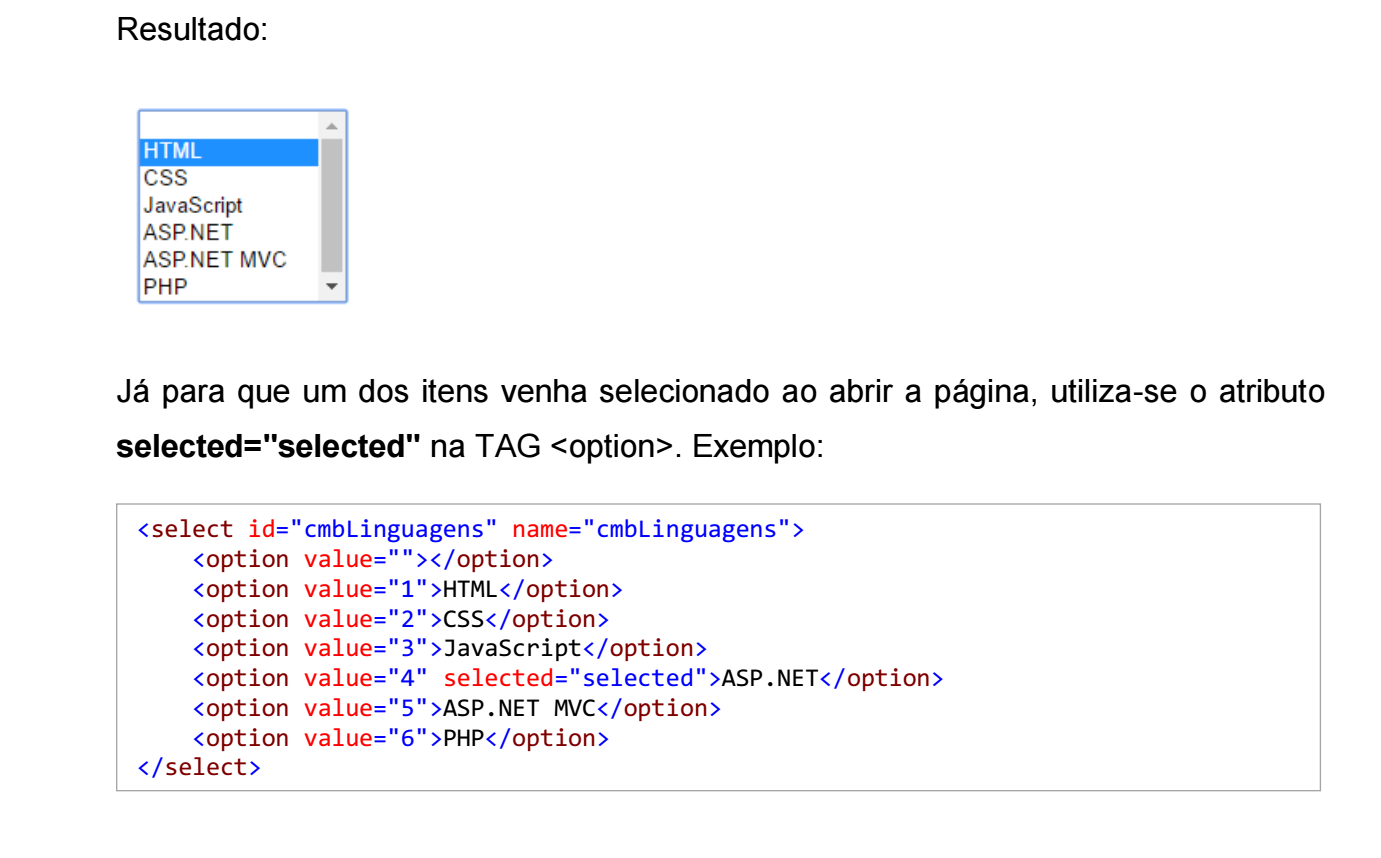 Resultado:
HTML
CSS
JavaScript
ASP.NET
ASP.NET MVC
PHP
Já para que um dos itens venha selecionado ao abrir a página, utiliza-se o atributo
selected="selected" na TAG <option>. Exemplo:
<select id="cmbLinguagens" name="cmbLinguagens">
    <option value=""></option>
    <option value="1">HTML</option>
    <option value="2">CSS</option>
    <option value="3">JavaScript</option>
    <option value="4" selected="selected">ASP.NET</option>
    <option value="5">ASP.NET MVC</option>
    <option value="6">PHP</option>
</select>